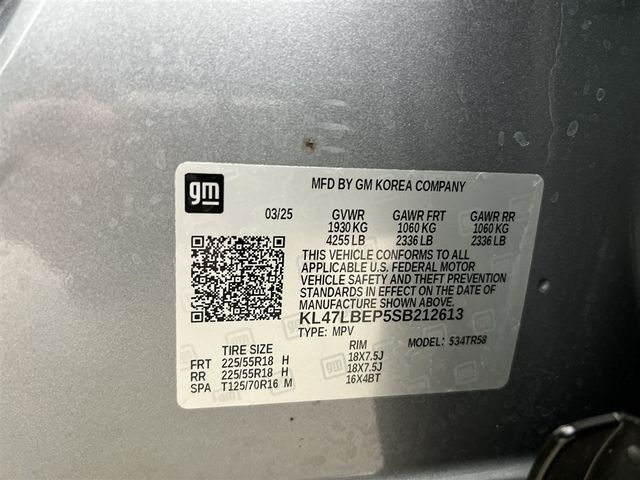 gm
MFD BY GM KOREA COMPANY
03/25 GVWR GAWR FRT GAWR RR
1930 KG 1060 KG 1060 KG
4255 LB 2336 LB 2336 LB
THIS VEHICLE CONFORMS TO ALL
APPLICABLE U.S. FEDERAL MOTOR
VEHICLE SAFETY AND THEFT PREVENTION
STANDARDS IN EFFECT ON THE DATE OF
MANUFACTURE SHOWN ABOVE.
KL47LBEP5SB212613
TYPE: MPV MODEL: 534TR58
TIRE SIZE RIM
FRT 225/55R18 H 18X7.5J
RR 225/55R18 H 18X7.5J
SPA T125/70R16 M 16X4BT